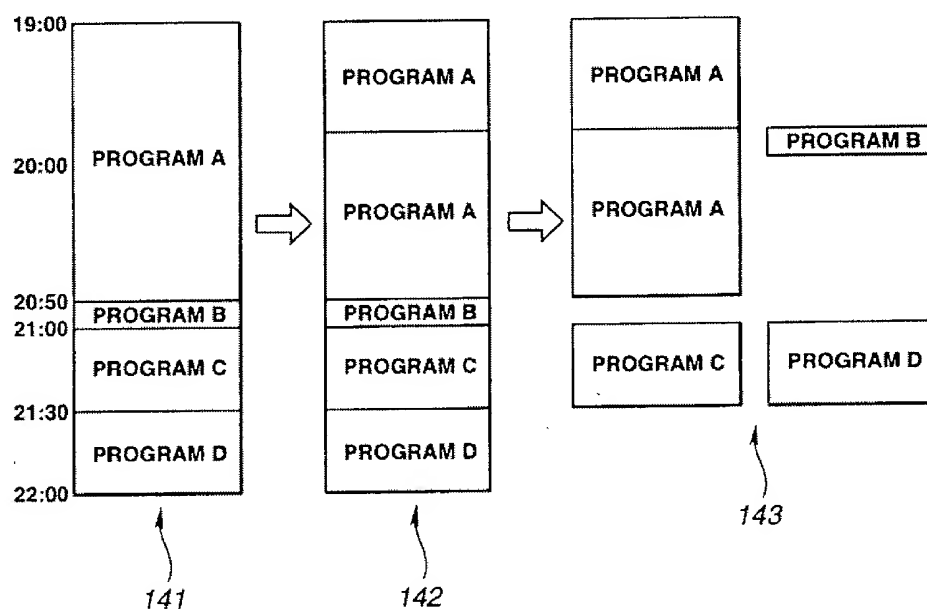 19:00
PROGRAM A
PROGRAM A
PROGRAM A
PROGRAM B
20:00
PROGRAM A
PROGRAM A
20:50
PROGRAM B
PROGRAM B
21:00
PROGRAM C
PROGRAM C
PROGRAM C
PROGRAM D
21:30
PROGRAM D
PROGRAM D
22:00
141
142
143